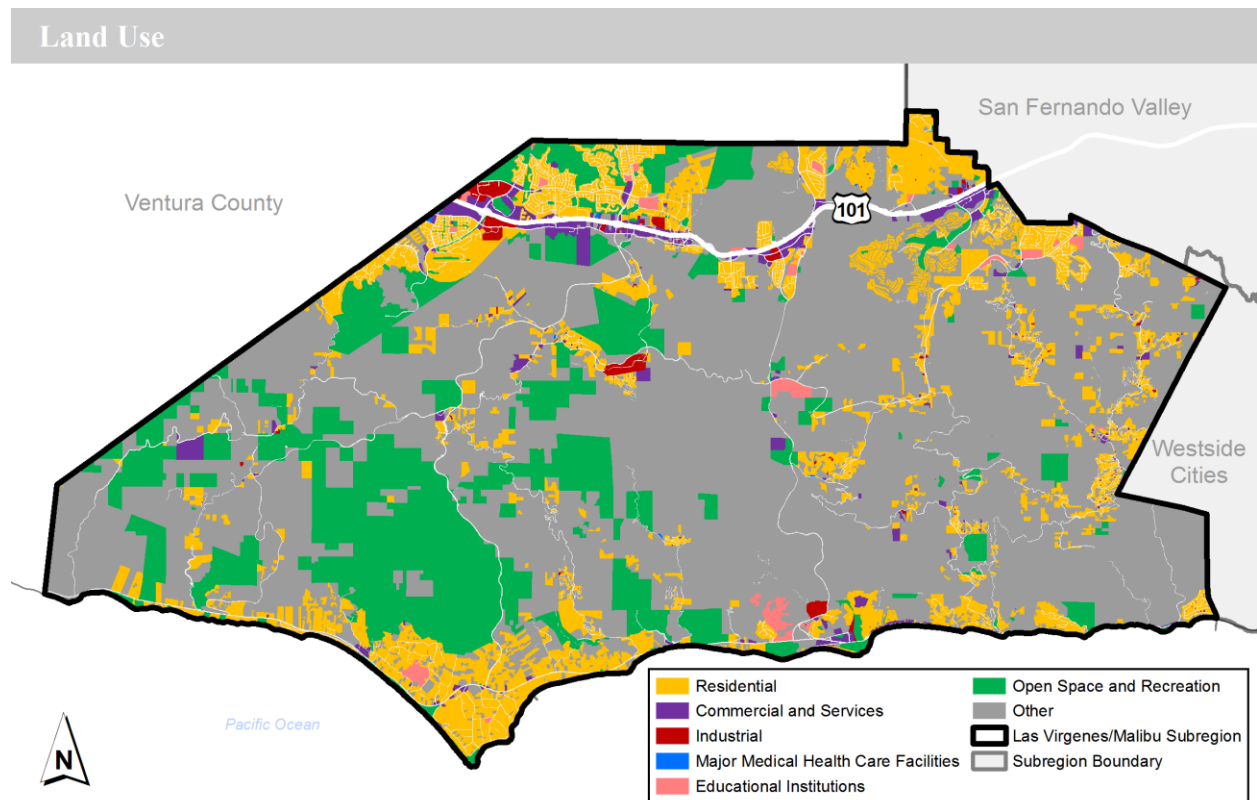 Land Use
San Fernando Valley
Ventura County
101
Westside
Cities
Pacific Ocean
N
Residential
Commercial and Services
Industrial
Major Medical Health Care Facilities
Educational Institutions
Open Space and Recreation
Other
Las Virgenes/Malibu Subregion
Subregion Boundary